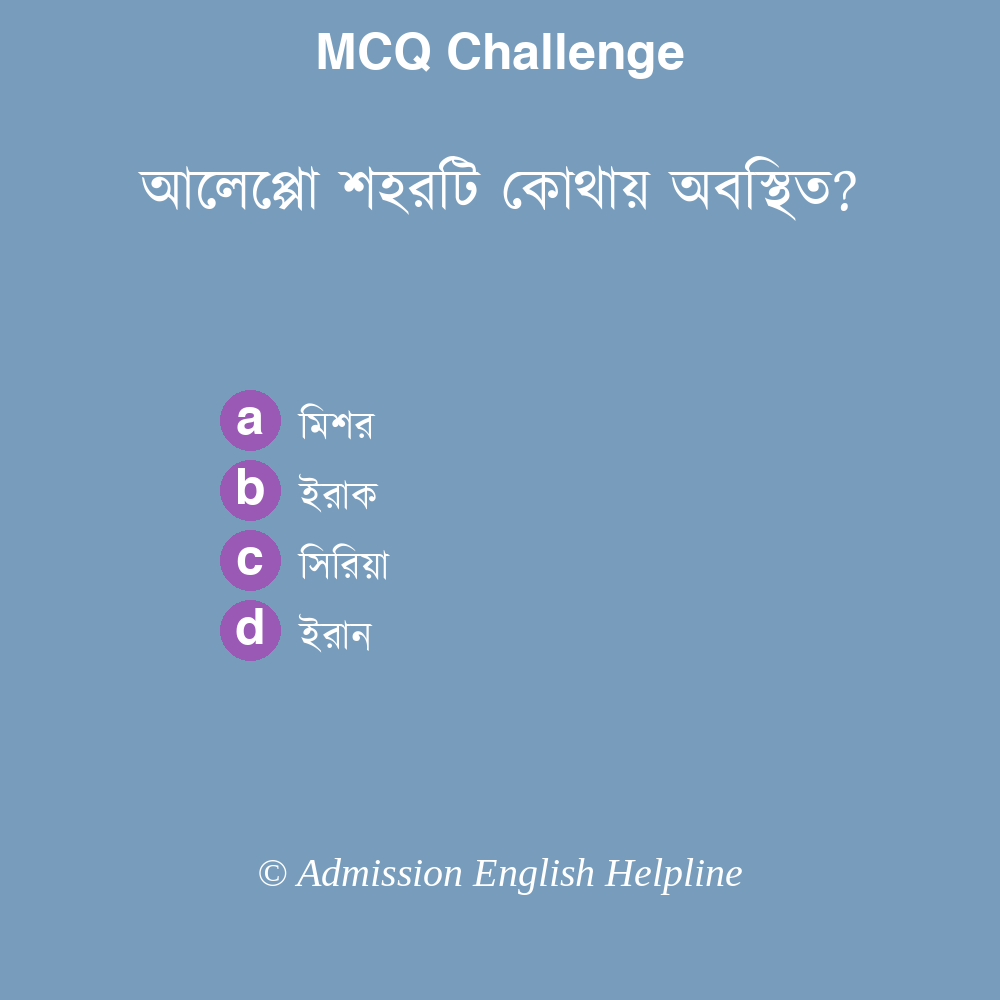 MCQ Challenge
আলেপ্পো শহরটি কোথায় অবস্থিত?
a মিশর
b ইরাক
c সিরিয়া
d ইরান
© Admission English Helpline